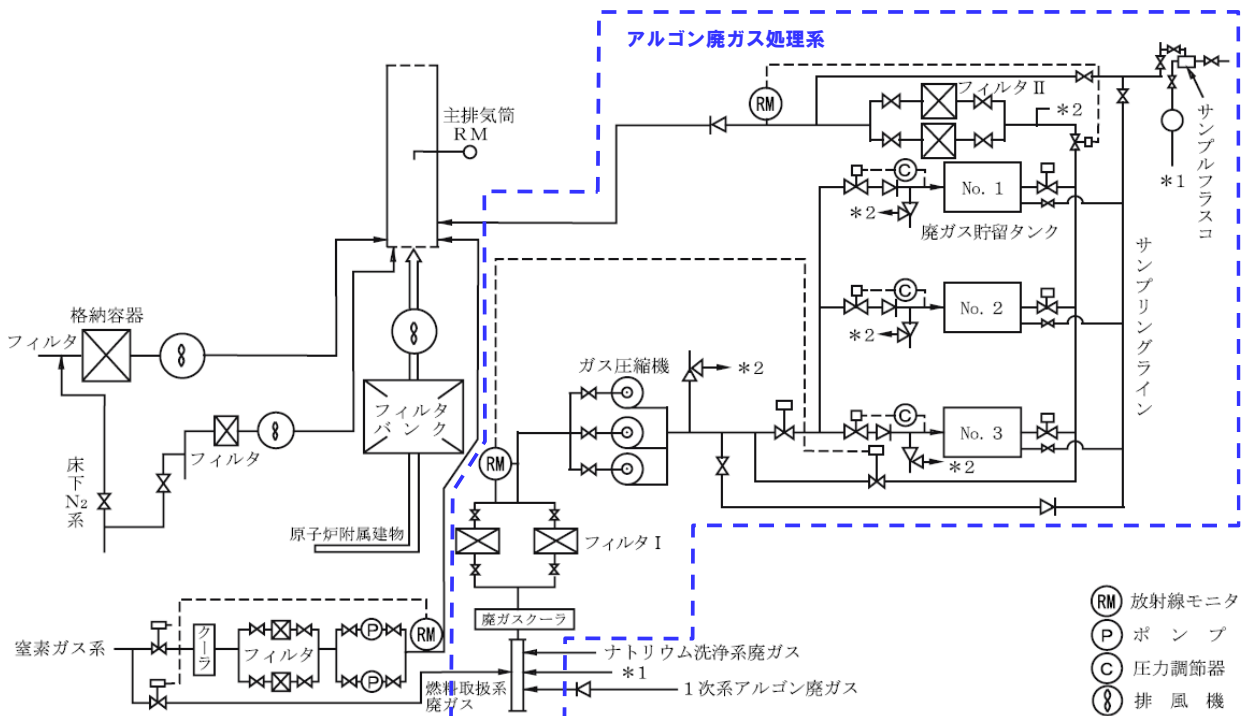 アルゴン廃ガス処理系
主排気筒
RM
RM
フィルタⅡ
*2
サンプルフラスコ
*1
C
No. 1
*2
廃ガス貯留タンク
サンプリングライン
格納容器
フィルタ
C
No. 2
*2
ガス圧縮機
*2
フィルタ
バンク
C
No. 3
*2
フィルタ
床下N₂系
RM
原子炉附属建物
フィルタⅠ
廃ガスクーラ
窒素ガス系
クーラ
フィルタ
P
P
RM
燃料取扱系
廃ガス
ナトリウム洗浄系廃ガス
*1
1次系アルゴン廃ガス
RM 放射線モニタ
P ポンプ
C 圧力調節器
排風機